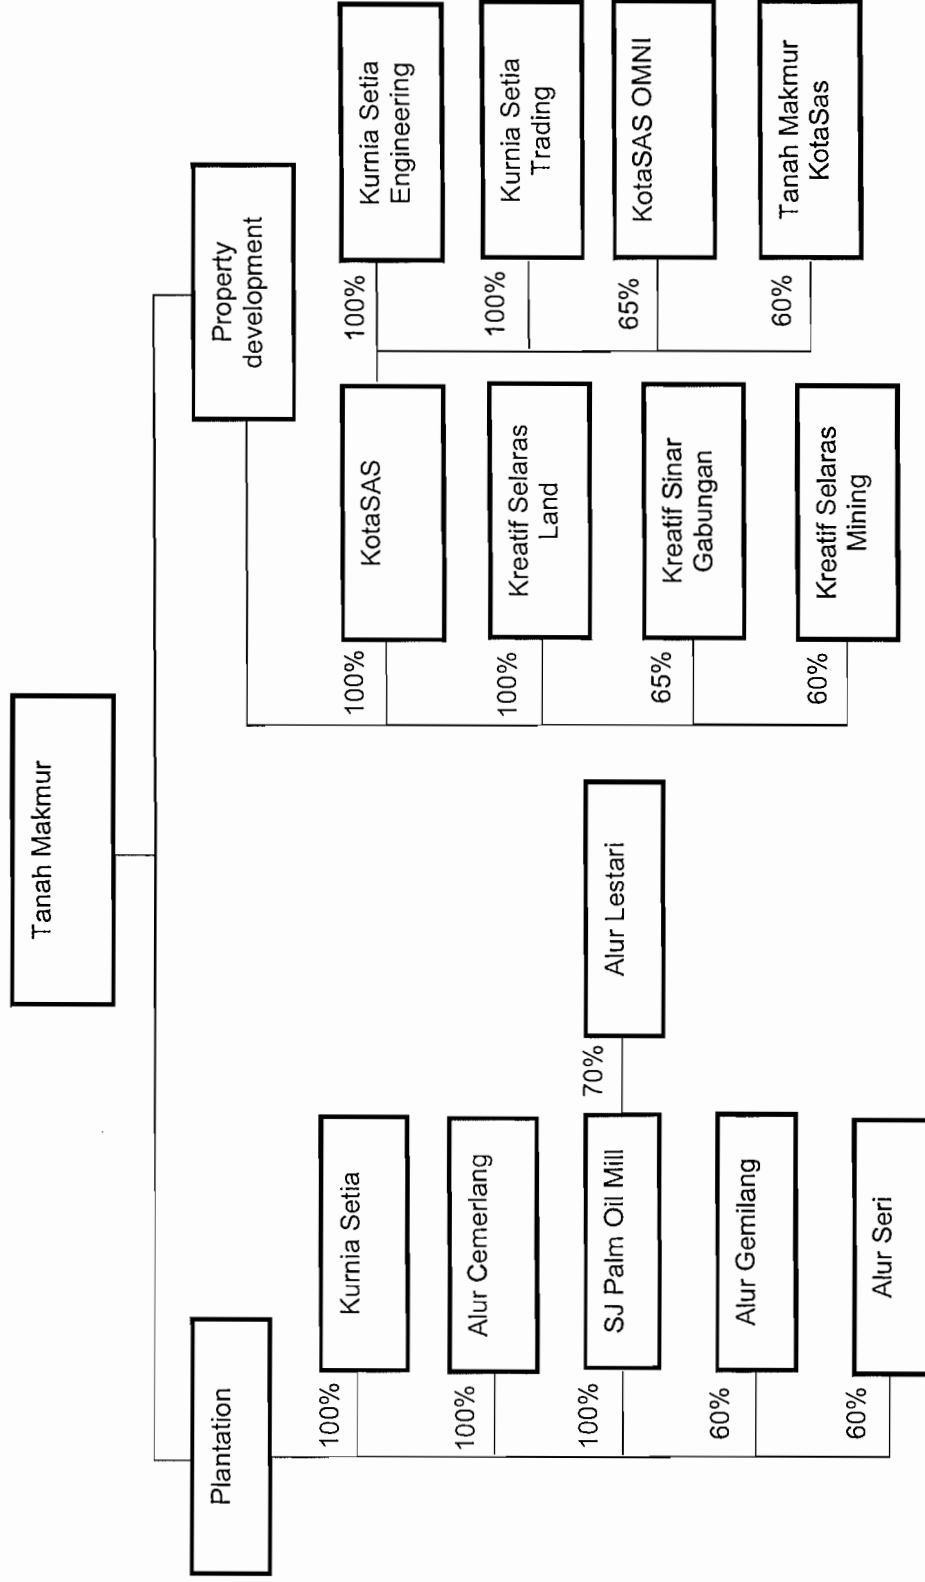 Tanah Makmur
Plantation
Property
development
100%
Kurnia Setia
100%
Alur Cemerlang
100%
SJ Palm Oil Mill
70%
Alur Lestari
60%
Alur Gemilang
60%
Alur Seri
100%
KotaSAS
100%
Kreatif Selaras
Land
65%
Kreatif Sinar
Gabungan
60%
Kreatif Selaras
Mining
100%
Kurnia Setia
Engineering
100%
Kurnia Setia
Trading
65%
KotaSAS OMNI
60%
Tanah Makmur
KotaSas